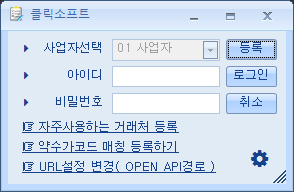 클릭소프트
사업자선택 01 사업자 등록
아이디 로그인
비밀번호 취소
☞ 자주사용하는 거래처 등록
☞ 약수가코드 매칭 등록하기
☞ URL설정 변경( OPEN API경로 )